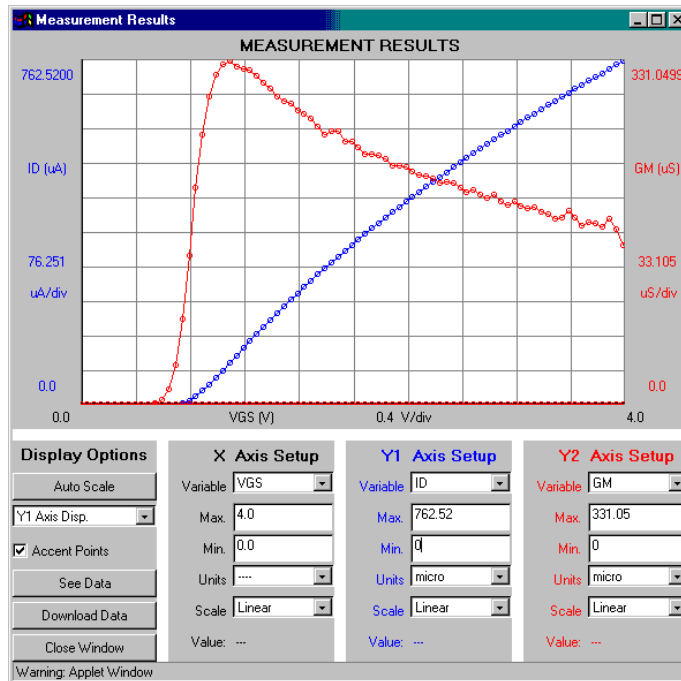 Measurement Results
MEASUREMENT RESULTS
762.5200
331.0499
ID (uA)
GM (uS)
76.251
33.105
uA/div
uS/div
0.0
0.0
0.0
VGS (V)
0.4 V/div
4.0
Display Options
Auto Scale
Y1 Axis Disp.
Accent Points
See Data
Download Data
Close Window
X Axis Setup
Variable VGS
Max. 4.0
Min. 0.0
Units ----
Scale Linear
Value: ---
Y1 Axis Setup
Variable ID
Max. 762.52
Min. 0
Units micro
Scale Linear
Value: ---
Y2 Axis Setup
Variable GM
Max. 331.05
Min. 0
Units micro
Scale Linear
Value: ---
Warning: Applet Window